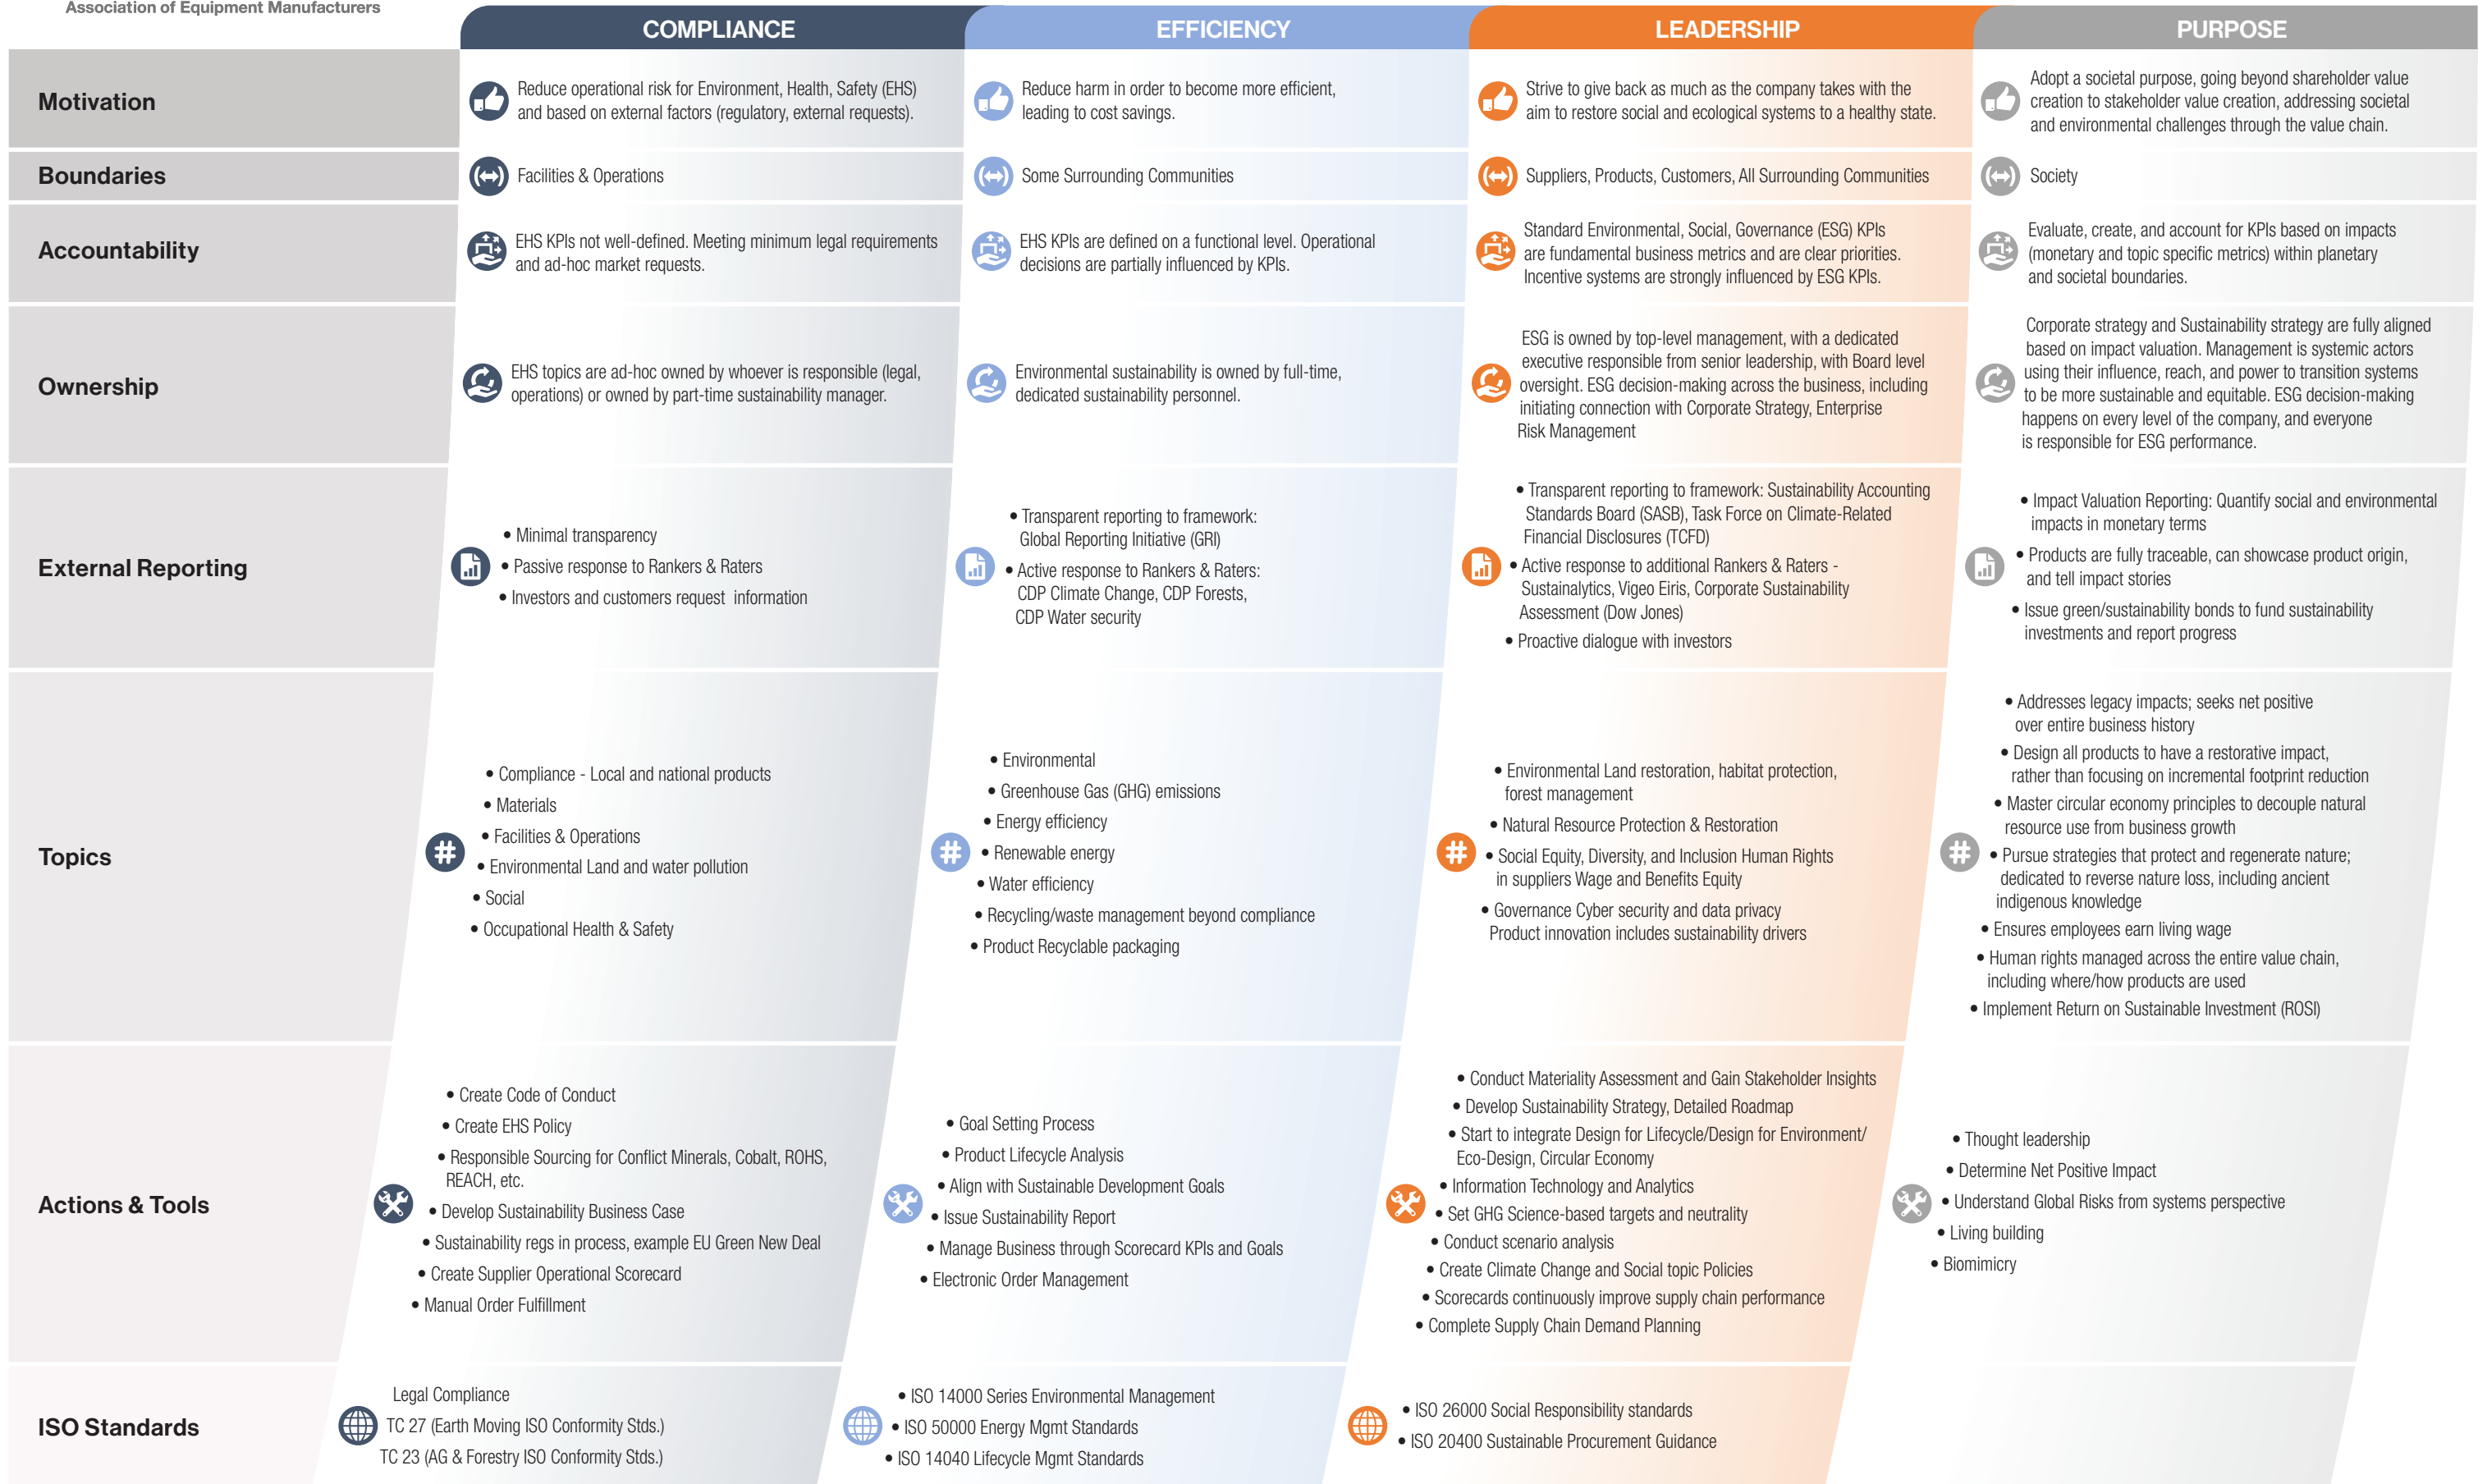 Association of Equipment Manufacturers
COMPLIANCE
EFFICIENCY
LEADERSHIP
PURPOSE
Motivation
Reduce operational risk for Environment, Health, Safety (EHS)
and based on external factors (regulatory, external requests).
Reduce harm in order to become more efficient,
leading to cost savings.
Strive to give back as much as the company takes with the
aim to restore social and ecological systems to a healthy state.
Adopt a societal purpose, going beyond shareholder value
creation to stakeholder value creation, addressing societal
and environmental challenges through the value chain.
Boundaries
Facilities & Operations
Some Surrounding Communities
Suppliers, Products, Customers, All Surrounding Communities
Society
Accountability
EHS KPIs not well-defined. Meeting minimum legal requirements
and ad-hoc market requests.
EHS KPIs are defined on a functional level. Operational
decisions are partially influenced by KPIs.
Standard Environmental, Social, Governance (ESG) KPIs
are fundamental business metrics and are clear priorities.
Incentive systems are strongly influenced by ESG KPIs.
Evaluate, create, and account for KPIs based on impacts
(monetary and topic specific metrics) within planetary
and societal boundaries.
Ownership
EHS topics are ad-hoc owned by whoever is responsible (legal,
operations) or owned by part-time sustainability manager.
Environmental sustainability is owned by full-time,
dedicated sustainability personnel.
ESG is owned by top-level management, with a dedicated
executive responsible from senior leadership, with Board level
oversight. ESG decision-making across the business, including
initiating connection with Corporate Strategy, Enterprise
Risk Management
Corporate strategy and Sustainability strategy are fully aligned
based on impact valuation. Management is systemic actors
using their influence, reach, and power to transition systems
to be more sustainable and equitable. ESG decision-making
happens on every level of the company, and everyone
is responsible for ESG performance.
External Reporting
• Minimal transparency
• Passive response to Rankers & Raters
• Investors and customers request information
• Transparent reporting to framework:
Global Reporting Initiative (GRI)
• Active response to Rankers & Raters:
CDP Climate Change, CDP Forests,
CDP Water security
• Transparent reporting to framework: Sustainability Accounting
Standards Board (SASB), Task Force on Climate-Related
Financial Disclosures (TCFD)
• Active response to additional Rankers & Raters -
Sustainalytics, Vigeo Eiris, Corporate Sustainability
Assessment (Dow Jones)
• Proactive dialogue with investors
• Impact Valuation Reporting: Quantify social and environmental
impacts in monetary terms
• Products are fully traceable, can showcase product origin,
and tell impact stories
• Issue green/sustainability bonds to fund sustainability
investments and report progress
Topics
• Compliance - Local and national products
• Materials
• Facilities & Operations
• Environmental Land and water pollution
• Social
• Occupational Health & Safety
• Environmental
• Greenhouse Gas (GHG) emissions
• Energy efficiency
• Renewable energy
• Water efficiency
• Recycling/waste management beyond compliance
• Product Recyclable packaging
• Environmental Land restoration, habitat protection,
forest management
• Natural Resource Protection & Restoration
• Social Equity, Diversity, and Inclusion Human Rights
in suppliers Wage and Benefits Equity
• Governance Cyber security and data privacy
Product innovation includes sustainability drivers
• Addresses legacy impacts; seeks net positive
over entire business history
• Design all products to have a restorative impact,
rather than focusing on incremental footprint reduction
• Master circular economy principles to decouple natural
resource use from business growth
• Pursue strategies that protect and regenerate nature;
dedicated to reverse nature loss, including ancient
indigenous knowledge
• Ensures employees earn living wage
• Human rights managed across the entire value chain,
including where/how products are used
• Implement Return on Sustainable Investment (ROSI)
Actions & Tools
• Create Code of Conduct
• Create EHS Policy
• Responsible Sourcing for Conflict Minerals, Cobalt, ROHS,
REACH, etc.
• Develop Sustainability Business Case
• Sustainability regs in process, example EU Green New Deal
• Create Supplier Operational Scorecard
• Manual Order Fulfillment
• Goal Setting Process
• Product Lifecycle Analysis
• Align with Sustainable Development Goals
• Issue Sustainability Report
• Manage Business through Scorecard KPIs and Goals
• Electronic Order Management
• Conduct Materiality Assessment and Gain Stakeholder Insights
• Develop Sustainability Strategy, Detailed Roadmap
• Start to integrate Design for Lifecycle/Design for Environment/
Eco-Design, Circular Economy
• Information Technology and Analytics
• Set GHG Science-based targets and neutrality
• Conduct scenario analysis
• Create Climate Change and Social topic Policies
• Scorecards continuously improve supply chain performance
• Complete Supply Chain Demand Planning
• Thought leadership
• Determine Net Positive Impact
• Understand Global Risks from systems perspective
• Living building
• Biomimicry
ISO Standards
Legal Compliance
TC 27 (Earth Moving ISO Conformity Stds.)
TC 23 (AG & Forestry ISO Conformity Stds.)
• ISO 14000 Series Environmental Management
• ISO 50000 Energy Mgmt Standards
• ISO 14040 Lifecycle Mgmt Standards
• ISO 26000 Social Responsibility standards
• ISO 20400 Sustainable Procurement Guidance